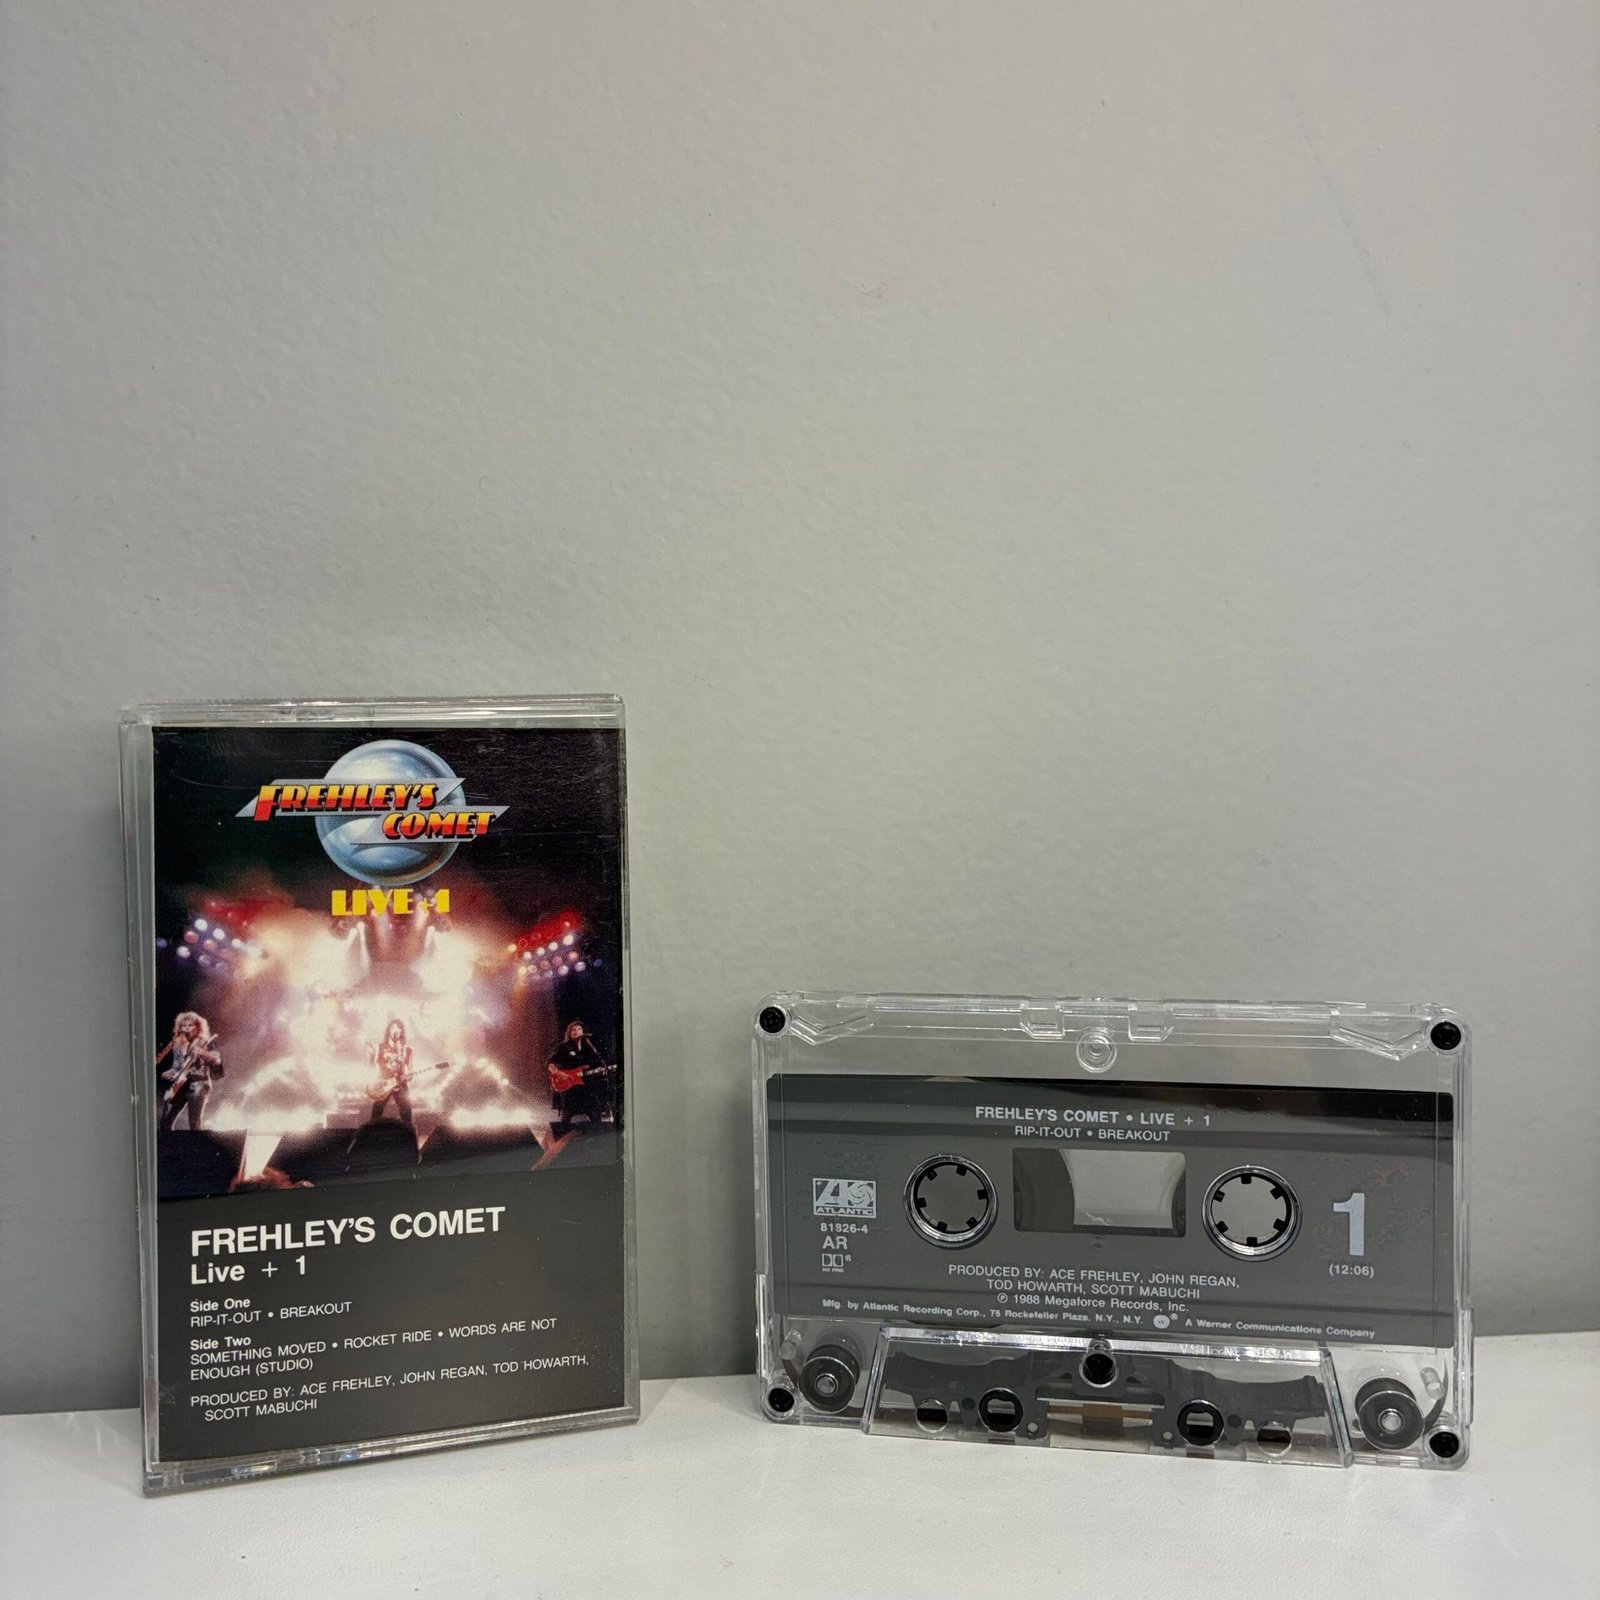 FREHLEY'S
COMET
LIVE +1
FREHLEY'S COMET
Live + 1
Side One
RIP-IT-OUT • BREAKOUT
Side Two
SOMETHING MOVED • ROCKET RIDE • WORDS ARE NOT
ENOUGH (STUDIO)
PRODUCED BY: ACE FREHLEY, JOHN REGAN, TOD HOWARTH,
SCOTT MABUCHI
FREHLEY'S COMET • LIVE + 1
RIP-IT-OUT • BREAKOUT
ATLANTIC
81826-4
AR
HX PRO
1
(12:06)
PRODUCED BY: ACE FREHLEY, JOHN REGAN,
TOD HOWARTH, SCOTT MABUCHI
℗ 1988 Megaforce Records, Inc.
Mfg. by Atlantic Recording Corp., 75 Rockefeller Plaza, N.Y., N.Y. ® A Warner Communications Company